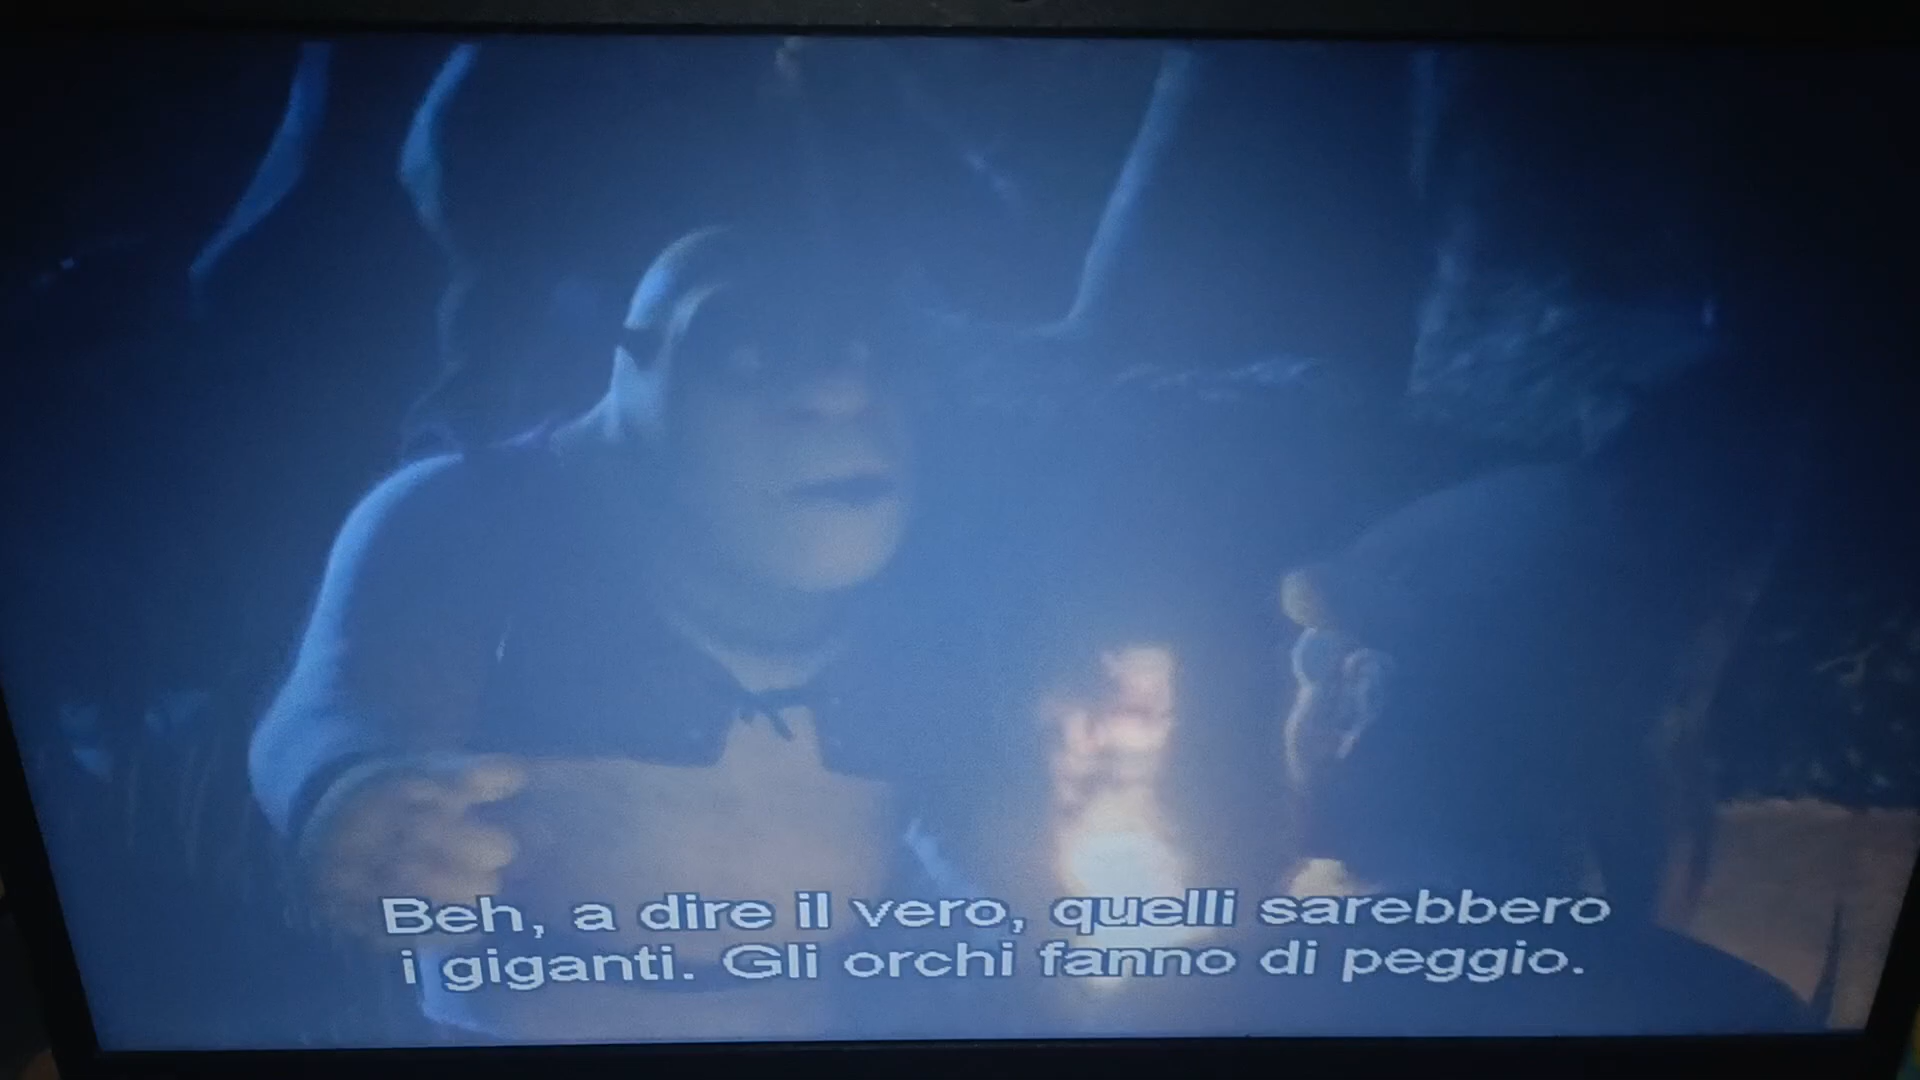 Beh, a dire il vero, quelli sarebbero
i giganti. Gli orchi fanno di peggio.